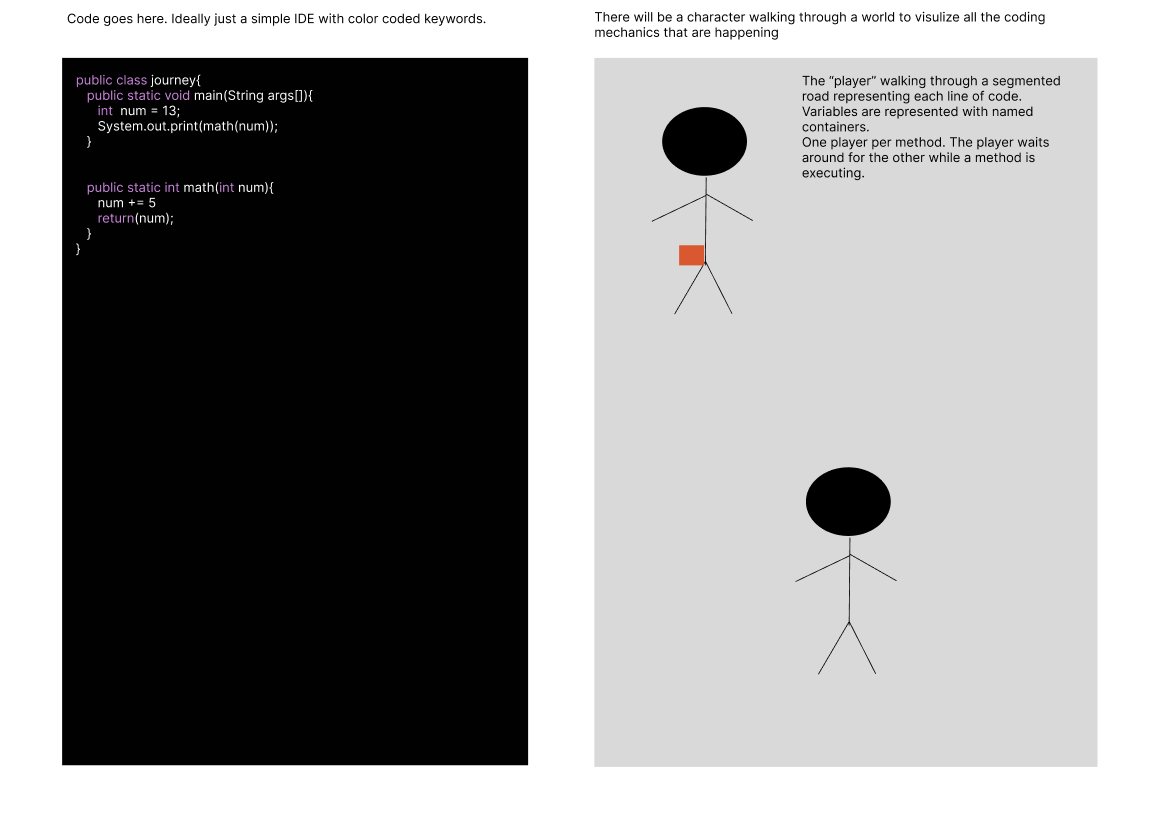 Code goes here. Ideally just a simple IDE with color coded keywords.
public class journey{
public static void main(String args[]){
int  num = 13;
System.out.print(math(num));
}
public static int math(int num){
num += 5
return(num);
}
}
There will be a character walking through a world to visulize all the coding
mechanics that are happening
The “player” walking through a segmented
road representing each line of code.
Variables are represented with named
containers.
One player per method. The player waits
around for the other while a method is
executing.